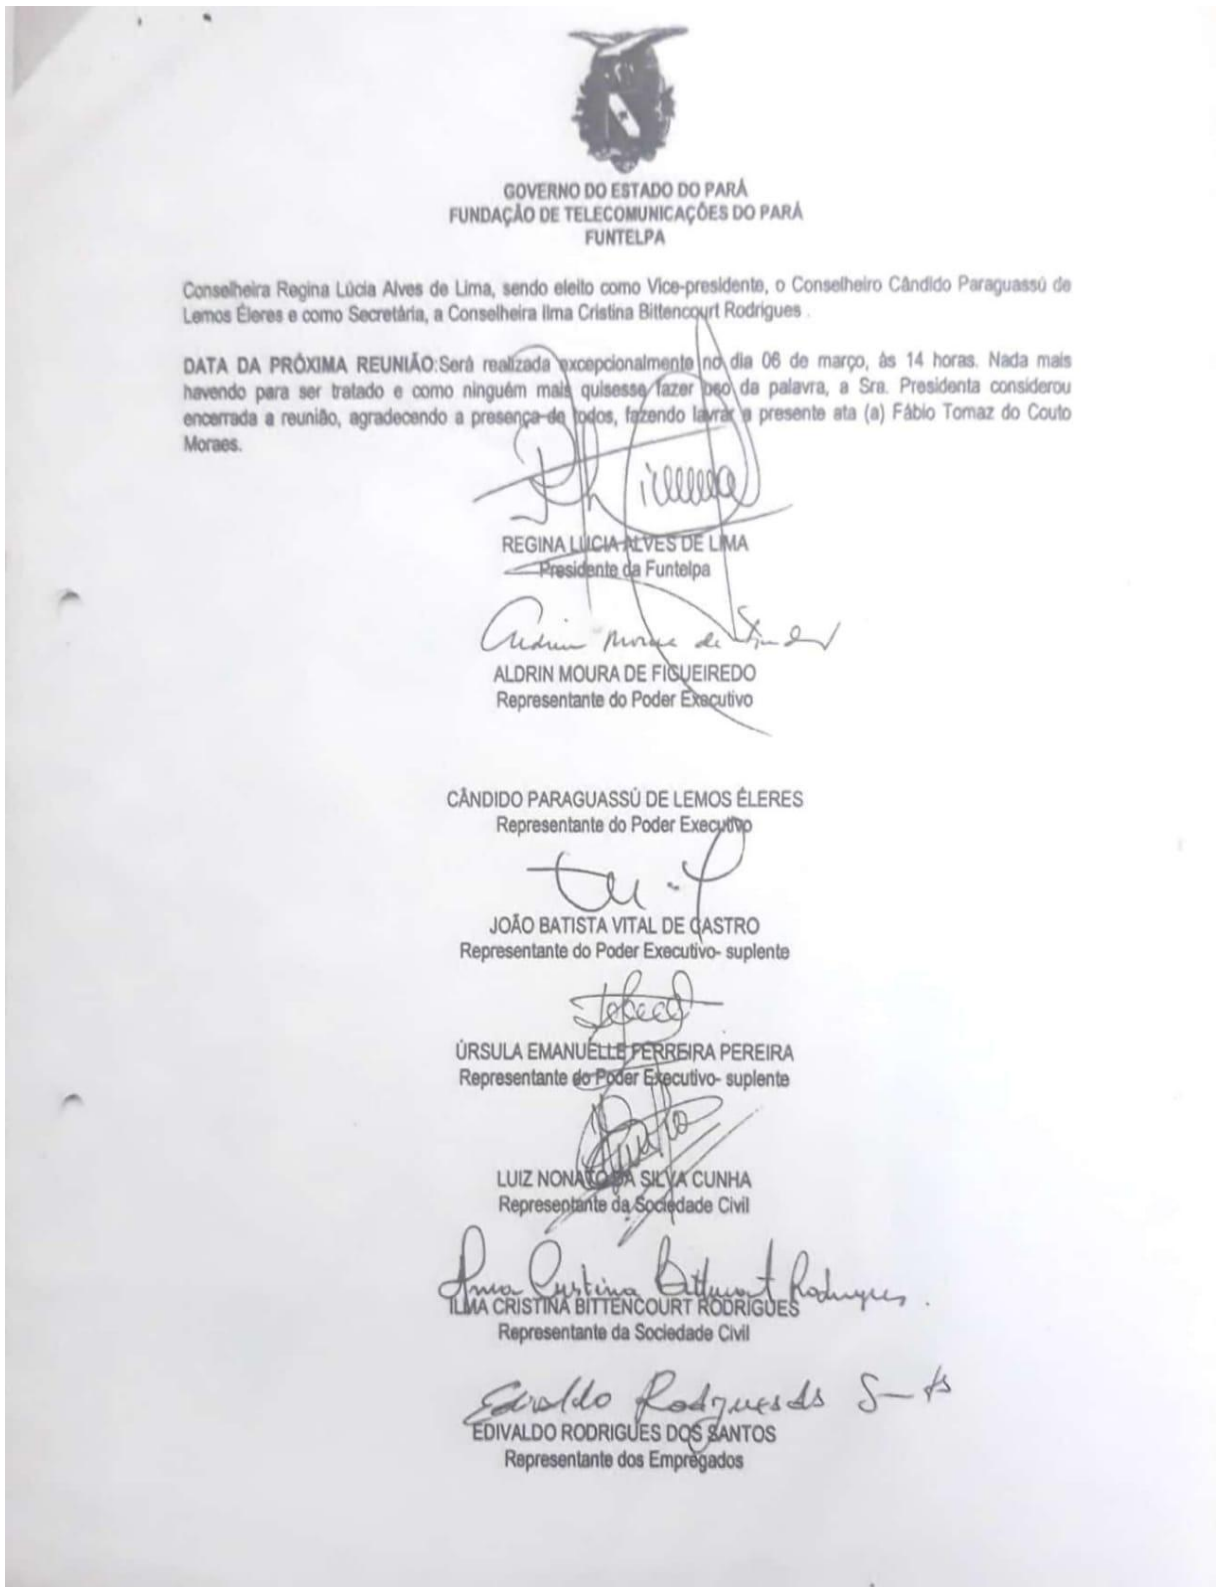 GOVERNO DO ESTADO DO PARÁ
FUNDAÇÃO DE TELECOMUNICAÇÕES DO PARÁ
FUNTELPA
Conselheira Regina Lúcia Alves de Lima, sendo eleito como Vice-presidente, o Conselheiro Cândido Paraguassú de
Lemos Éleres e como Secretária, a Conselheira Ilma Cristina Bittencourt Rodrigues .
DATA DA PRÓXIMA REUNIÃO:Será realizada excepcionalmente no dia 06 de março, às 14 horas. Nada mais
havendo para ser tratado e como ninguém mais quisesse fazer uso da palavra, a Sra. Presidenta considerou
encerrada a reunião, agradecendo a presença de todos, fazendo lavrar a presente ata (a) Fábio Tomaz do Couto
Moraes.
REGINA LÚCIA ALVES DE LIMA
Presidente da Funtelpa
Aldrin Moura de
ALDRIN MOURA DE FIGUEIREDO
Representante do Poder Executivo
CÂNDIDO PARAGUASSÚ DE LEMOS ÉLERES
Representante do Poder Executivo
JOÃO BATISTA VITAL DE CASTRO
Representante do Poder Executivo- suplente
ÚRSULA EMANUELLE FERREIRA PEREIRA
Representante do Poder Executivo- suplente
LUIZ NONATO DA SILVA CUNHA
Representante da Sociedade Civil
Ilma Cristina Bittencourt Rodrigues.
ILMA CRISTINA BITTENCOURT RODRIGUES
Representante da Sociedade Civil
Edivaldo Rodrigues ds Santos
EDIVALDO RODRIGUES DOS SANTOS
Representante dos Empregados